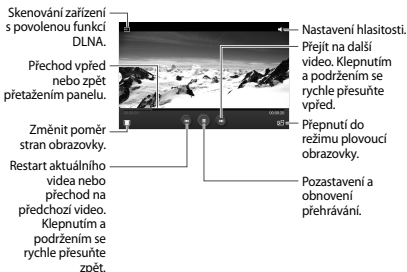 Skenování zařízení
s povolenou funkcí
DLNA.
Přechod vpřed
nebo zpět
přetažením panelu.
Změnit poměr
stran obrazovky.
Restart aktuálního
videa nebo
přechod na
předchozí video.
Klepnutím a
podržením se
rychle přesuňte
zpět.
Nastavení hlasitosti.
Přejít na další
video. Klepnutím
a podržením se
rychle přesuňte
vpřed.
Přepnutí do
režimu plovoucí
obrazovky.
Pozastavení a
obnovení
přehrávání.